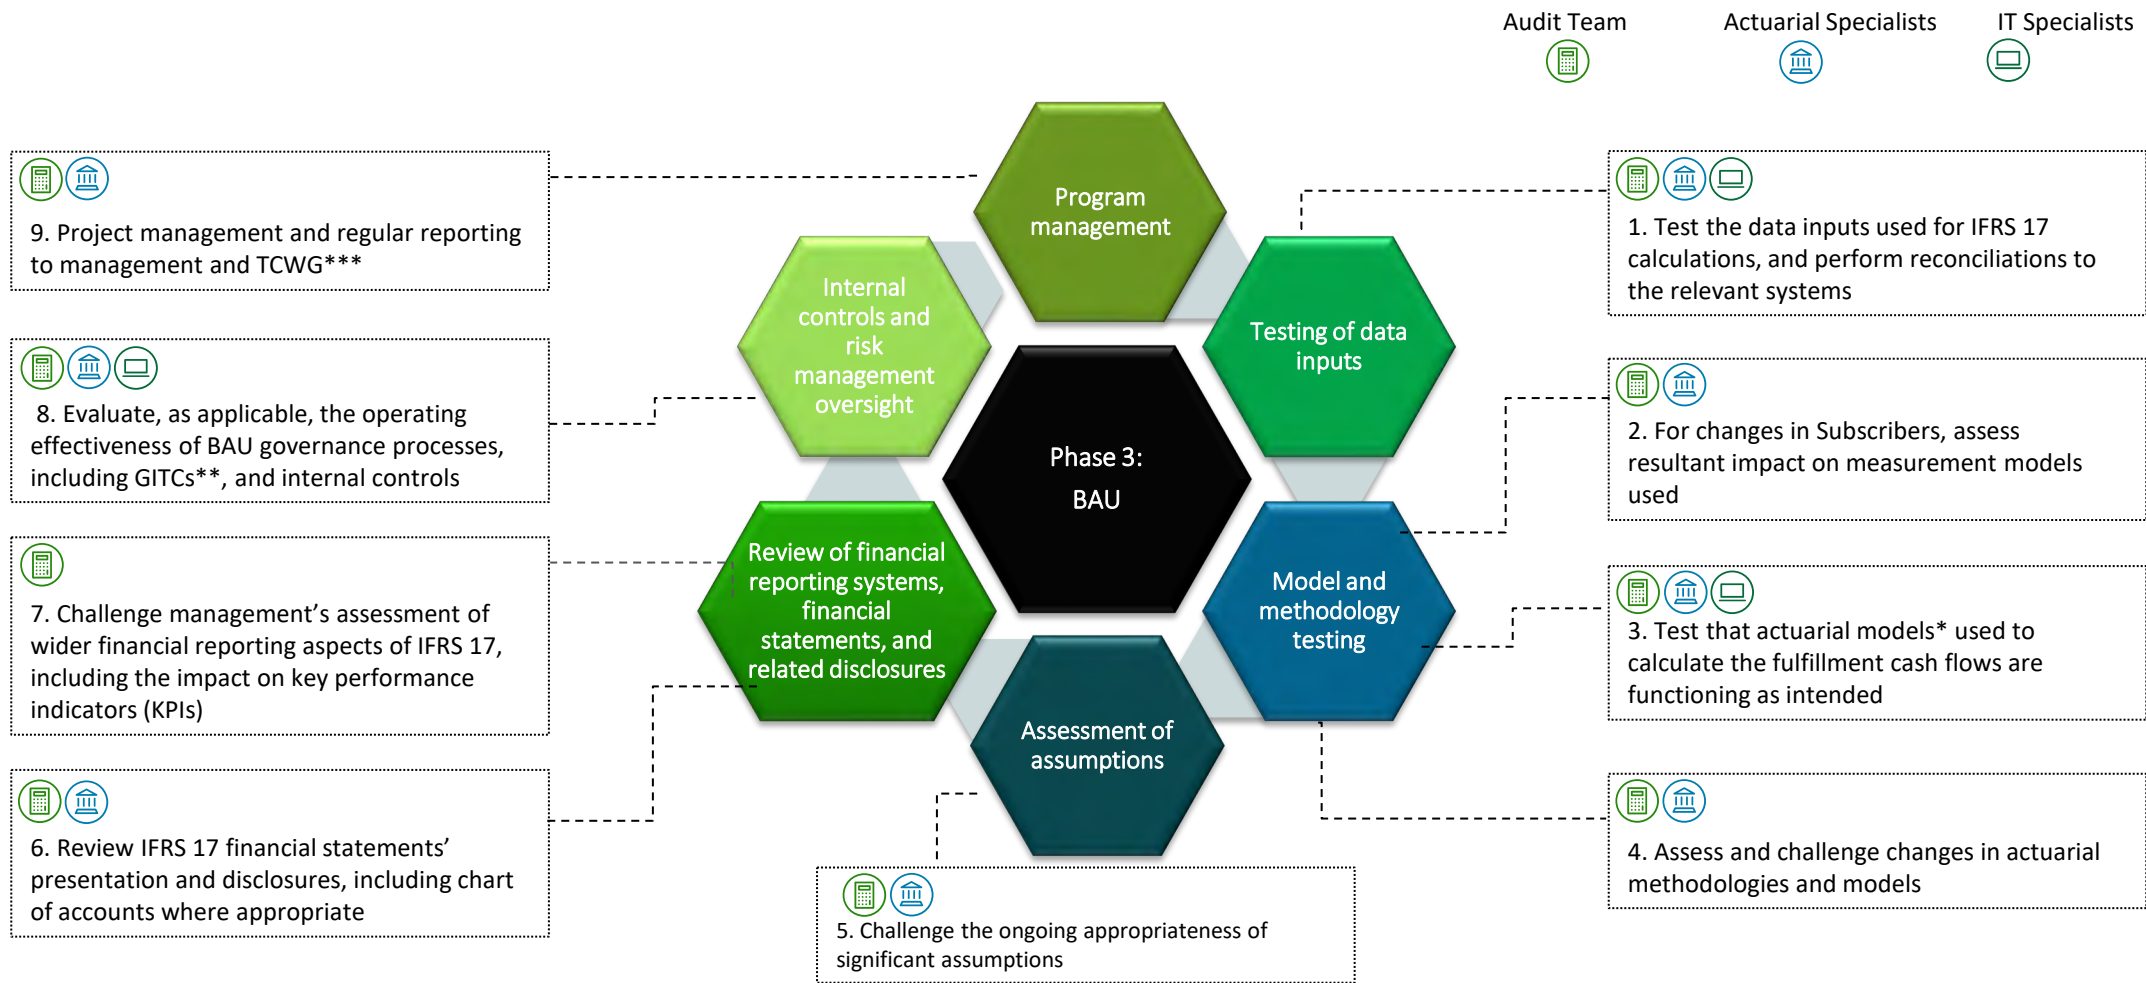 Audit Team
Actuarial Specialists
IT Specialists
Program
management
9. Project management and regular reporting
to management and TCWG***
1. Test the data inputs used for IFRS 17
calculations, and perform reconciliations to
the relevant systems
Internal
controls and
risk
management
oversight
Testing of data
inputs
8. Evaluate, as applicable, the operating
effectiveness of BAU governance processes,
including GITCs**, and internal controls
2. For changes in Subscribers, assess
resultant impact on measurement models
used
Phase 3:
BAU
Review of financial
reporting systems,
financial
statements, and
related disclosures
Model and
methodology
testing
7. Challenge management’s assessment of
wider financial reporting aspects of IFRS 17,
including the impact on key performance
indicators (KPIs)
3. Test that actuarial models* used to
calculate the fulfillment cash flows are
functioning as intended
Assessment of
assumptions
6. Review IFRS 17 financial statements’
presentation and disclosures, including chart
of accounts where appropriate
4. Assess and challenge changes in actuarial
methodologies and models
5. Challenge the ongoing appropriateness of
significant assumptions